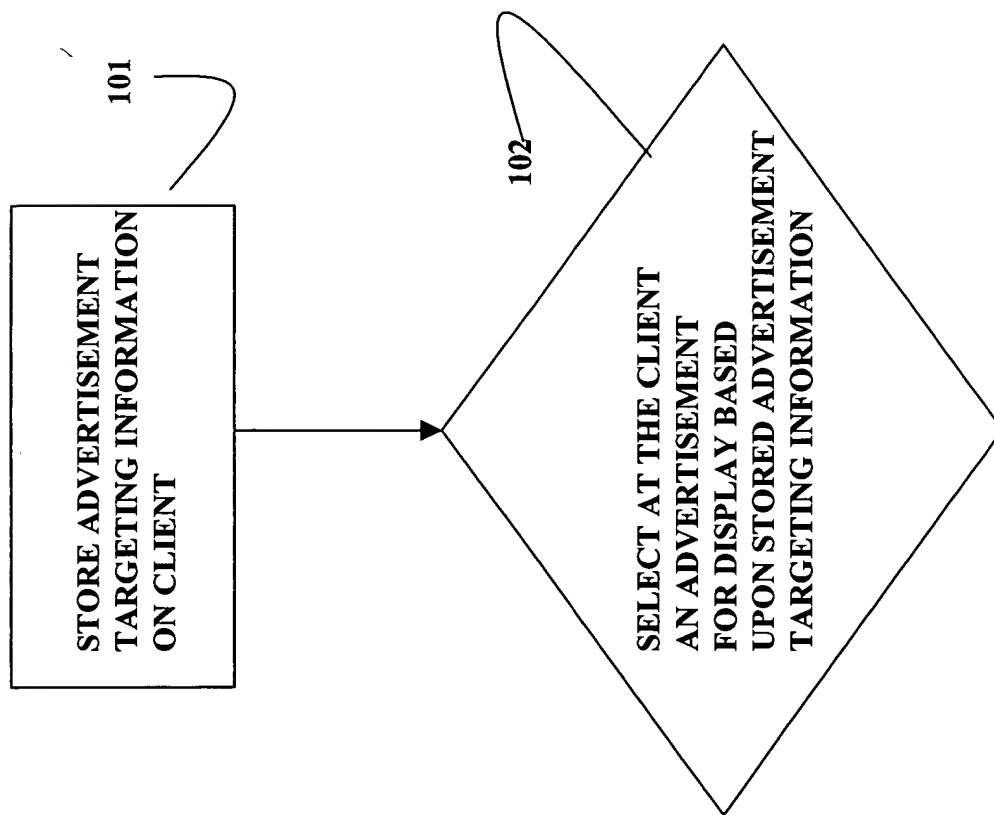 101
STORE ADVERTISEMENT
TARGETING INFORMATION
ON CLIENT
102
SELECT AT THE CLIENT
AN ADVERTISEMENT
FOR DISPLAY BASED
UPON STORED ADVERTISEMENT
TARGETING INFORMATION